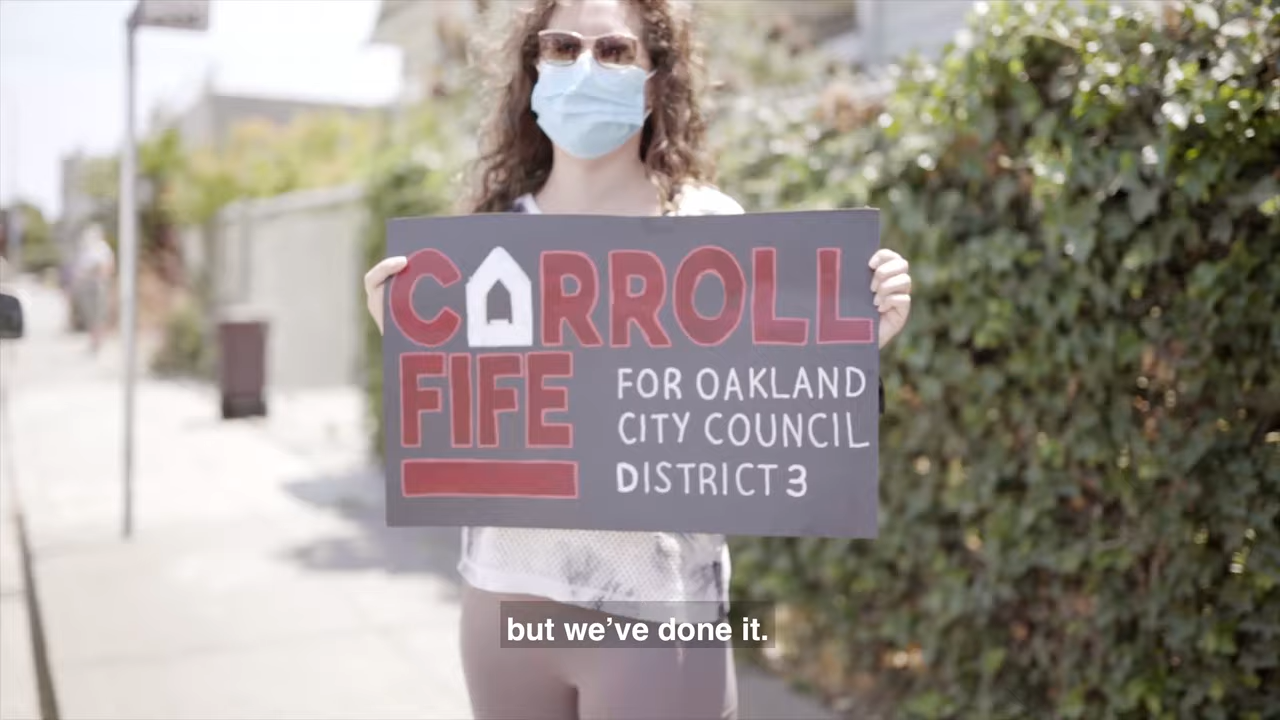 CARROLL
FIFE
FOR OAKLAND
CITY COUNCIL
DISTRICT 3
but we've done it.